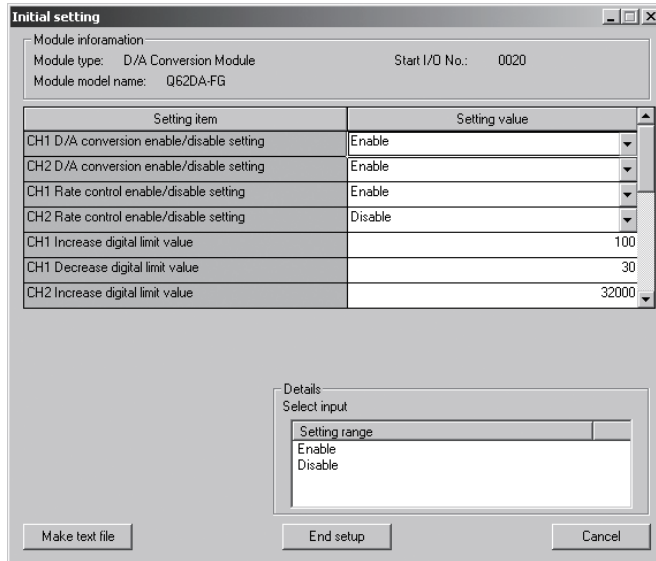 Initial setting
Module inforamation
Module type: D/A Conversion Module Start I/O No.: 0020
Module model name: Q62DA-FG
Setting item Setting value
CH1 D/A conversion enable/disable setting Enable
CH2 D/A conversion enable/disable setting Enable
CH1 Rate control enable/disable setting Enable
CH2 Rate control enable/disable setting Disable
CH1 Increase digital limit value 100
CH1 Decrease digital limit value 30
CH2 Increase digital limit value 32000
Details
Select input
Setting range
Enable
Disable
Make text file End setup Cancel